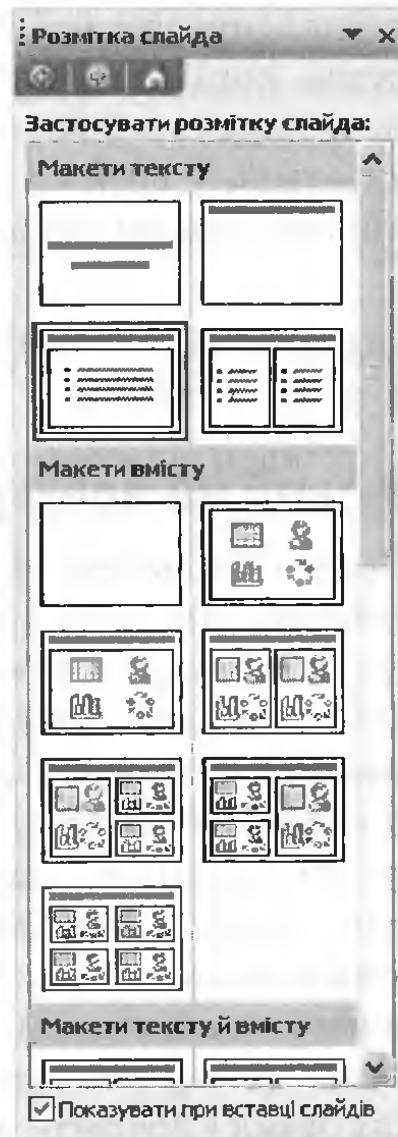 Розмітка слайда
Застосувати розмітку слайда:
Макети тексту
Макети вмісту
Макети тексту й вмісту
Показувати при вставці слайдів